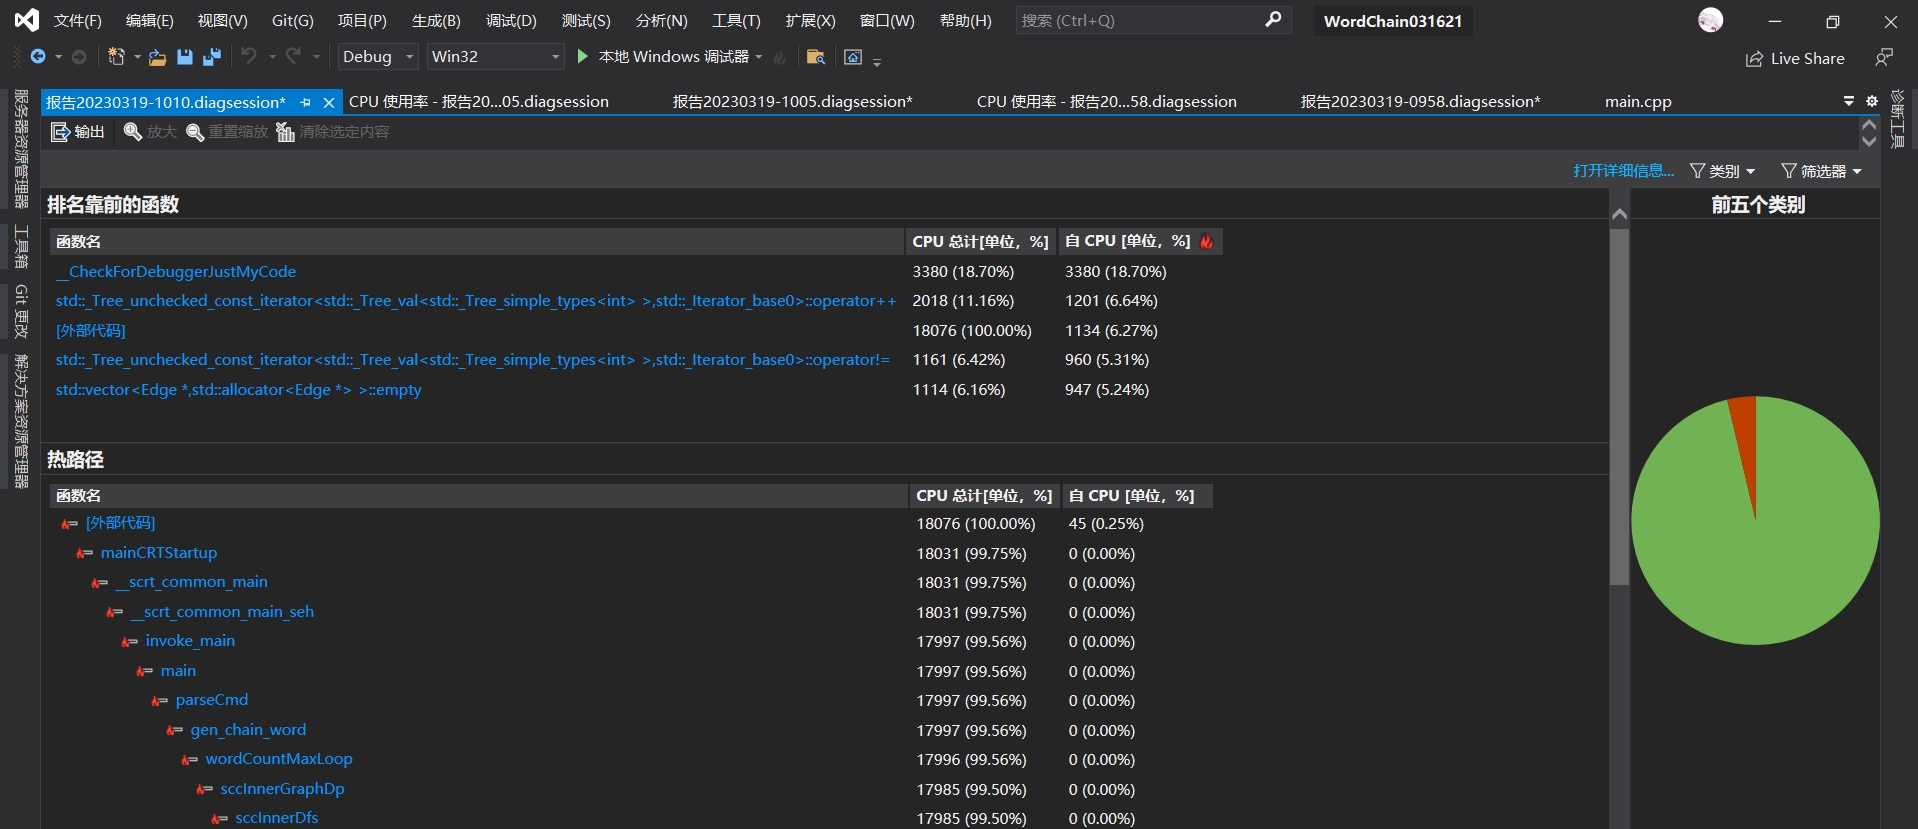 文件(F) 编辑(E) 视图(V) Git(G) 项目(P) 生成(B) 调试(D) 测试(S) 分析(N) 工具(T) 扩展(X) 窗口(W) 帮助(H) 搜索 (Ctrl+Q) WordChain031621
Debug Win32 本地 Windows 调试器 Live Share
报告20230319-1010.diagsession* CPU 使用率 - 报告20...05.diagsession 报告20230319-1005.diagsession* CPU 使用率 - 报告20...58.diagsession 报告20230319-0958.diagsession* main.cpp
服务器资源管理器
工具箱
Git 更改
解决方案资源管理器
诊断工具
输出 放大 重置缩放 清除选定内容
打开详细信息... 类别 筛选器
排名靠前的函数
函数名 CPU 总计[单位，%] 自 CPU [单位，%]
__CheckForDebuggerJustMyCode 3380 (18.70%) 3380 (18.70%)
std::_Tree_unchecked_const_iterator<std::_Tree_val<std::_Tree_simple_types<int> >,std::_Iterator_base0>::operator++ 2018 (11.16%) 1201 (6.64%)
[外部代码] 18076 (100.00%) 1134 (6.27%)
std::_Tree_unchecked_const_iterator<std::_Tree_val<std::_Tree_simple_types<int> >,std::_Iterator_base0>::operator!= 1161 (6.42%) 960 (5.31%)
std::vector<Edge *,std::allocator<Edge *> >::empty 1114 (6.16%) 947 (5.24%)
热路径
函数名 CPU 总计[单位，%] 自 CPU [单位，%]
[外部代码] 18076 (100.00%) 45 (0.25%)
mainCRTStartup 18031 (99.75%) 0 (0.00%)
__scrt_common_main 18031 (99.75%) 0 (0.00%)
__scrt_common_main_seh 18031 (99.75%) 0 (0.00%)
invoke_main 17997 (99.56%) 0 (0.00%)
main 17997 (99.56%) 0 (0.00%)
parseCmd 17997 (99.56%) 0 (0.00%)
gen_chain_word 17997 (99.56%) 0 (0.00%)
wordCountMaxLoop 17996 (99.56%) 0 (0.00%)
sccInnerGraphDp 17985 (99.50%) 0 (0.00%)
sccInnerDfs 17985 (99.50%) 0 (0.00%)
前五个类别